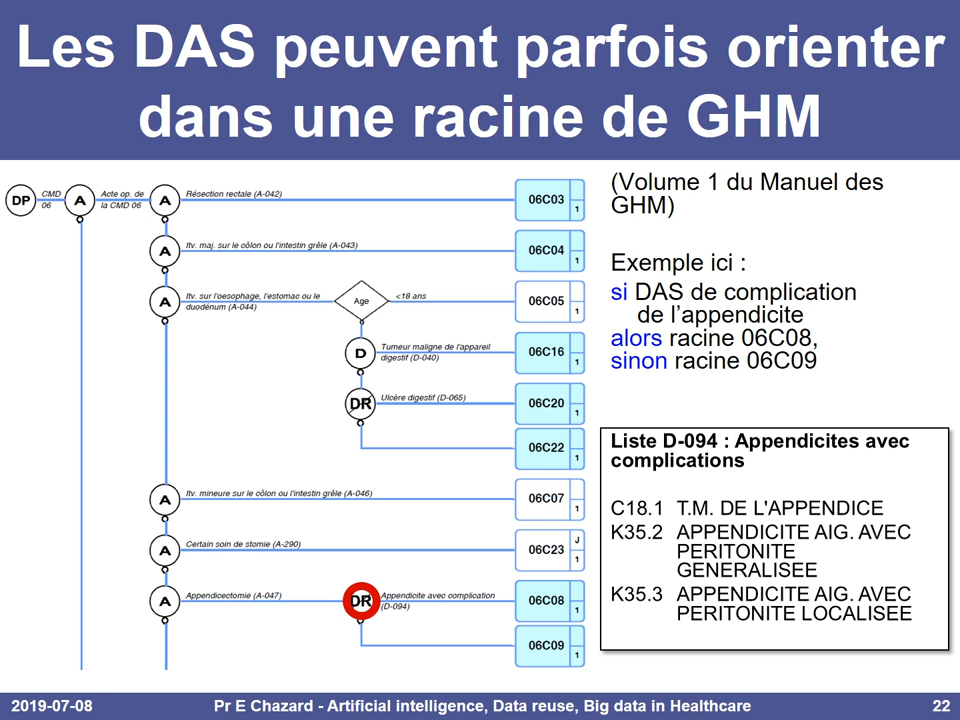 Les DAS peuvent parfois orienter
dans une racine de GHM
DP
CMD
06
A
Acte op. de
la CMD 06
A
Résection rectale (A-042)
06C03
1
A
Itv. maj. sur le côlon ou l'intestin grêle (A-043)
06C04
1
A
Itv. sur l'oesophage, l'estomac ou le
duodénum (A-044)
Age
<18 ans
06C05
1
D
Tumeur maligne de l'appareil
digestif (D-040)
06C16
1
DR
Ulcère digestif (D-065)
06C20
1
06C22
1
A
Itv. mineure sur le côlon ou l'intestin grêle (A-046)
06C07
1
A
Certain soin de stomie (A-290)
06C23
J
1
A
Appendicectomie (A-047)
DR
Appendicite avec complication
(D-094)
06C08
1
06C09
1
(Volume 1 du Manuel des
GHM)
Exemple ici :
si DAS de complication
de l'appendicite
alors racine 06C08,
sinon racine 06C09
Liste D-094 : Appendicites avec
complications
C18.1 T.M. DE L'APPENDICE
K35.2 APPENDICITE AIG. AVEC
PERITONITE
GENERALISEE
K35.3 APPENDICITE AIG. AVEC
PERITONITE LOCALISEE
2019-07-08
Pr E Chazard - Artificial intelligence, Data reuse, Big data in Healthcare
22